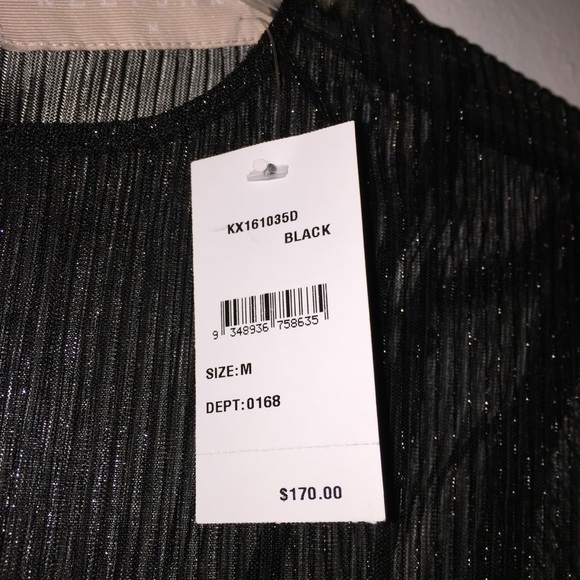 KX161035D
BLACK
9 348936 758635
SIZE:M
DEPT:0168
$170.00